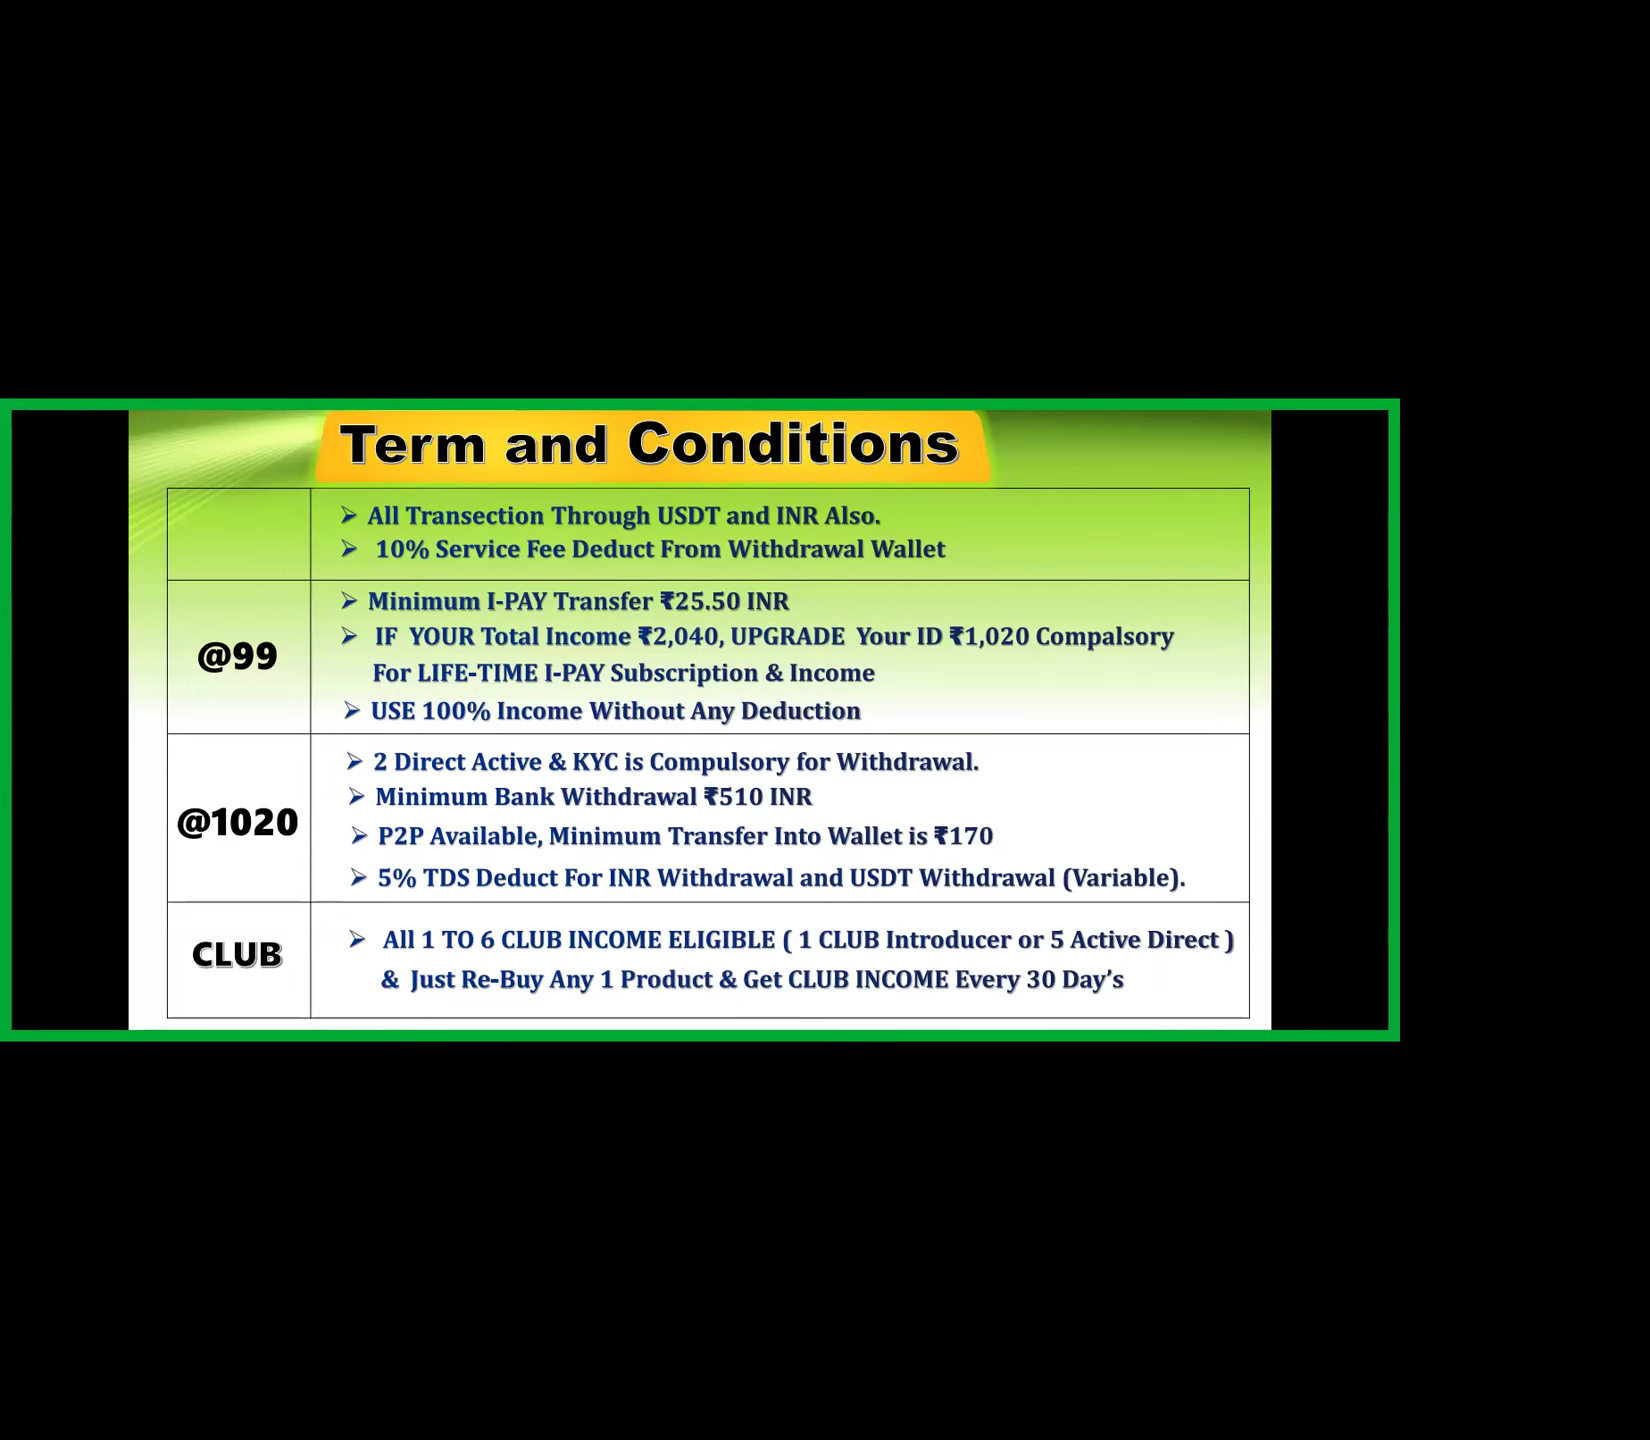 Term and Conditions
➢ All Transection Through USDT and INR Also.
➢ 10% Service Fee Deduct From Withdrawal Wallet
@99
➢ Minimum I-PAY Transfer ₹25.50 INR
➢ IF YOUR Total Income ₹2,040, UPGRADE Your ID ₹1,020 Compalsory
For LIFE-TIME I-PAY Subscription & Income
➢ USE 100% Income Without Any Deduction
@1020
➢ 2 Direct Active & KYC is Compulsory for Withdrawal.
➢ Minimum Bank Withdrawal ₹510 INR
➢ P2P Available, Minimum Transfer Into Wallet is ₹170
➢ 5% TDS Deduct For INR Withdrawal and USDT Withdrawal (Variable).
CLUB
➢ All 1 TO 6 CLUB INCOME ELIGIBLE ( 1 CLUB Introducer or 5 Active Direct )
& Just Re-Buy Any 1 Product & Get CLUB INCOME Every 30 Day's